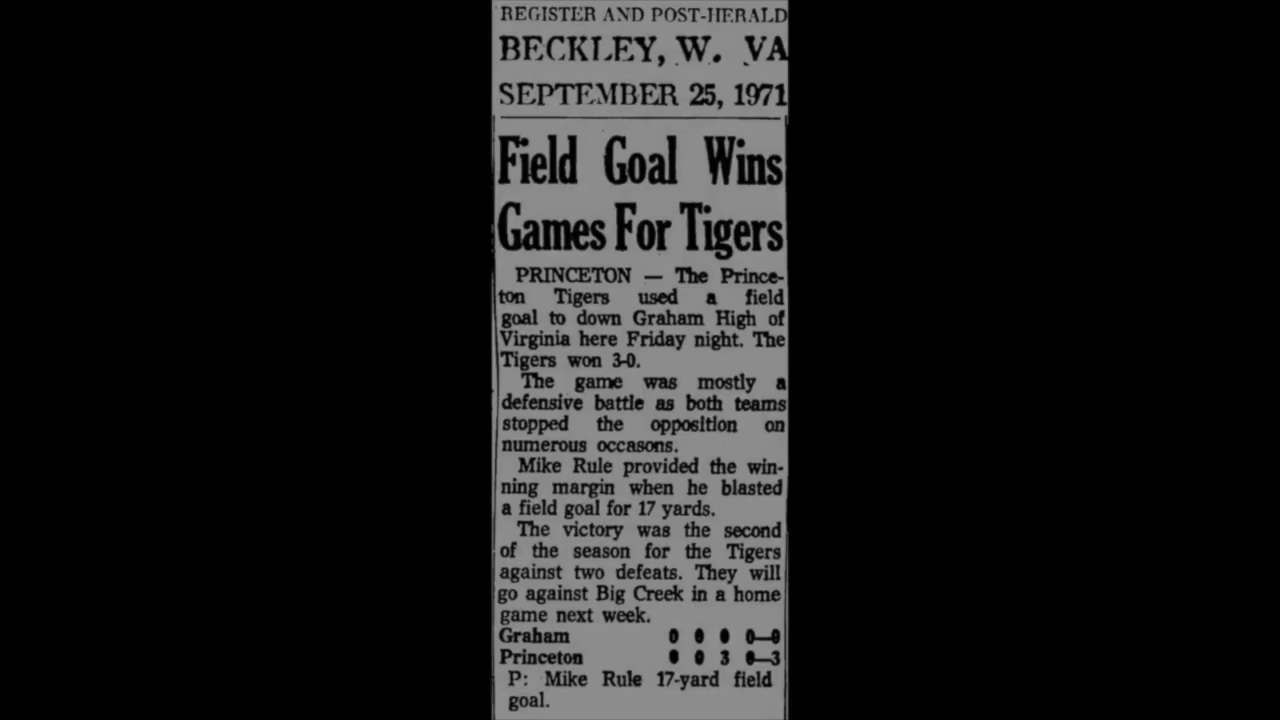 REGISTER AND POST-HERALD
BECKLEY, W. VA
SEPTEMBER 25, 1971
Field Goal Wins
Games For Tigers
PRINCETON — The Prince-
ton Tigers used a field
goal to down Graham High of
Virginia here Friday night. The
Tigers won 3-0.
The game was mostly a
defensive battle as both teams
stopped the opposition on
numerous occasons.
Mike Rule provided the win-
ning margin when he blasted
a field goal for 17 yards.
The victory was the second
of the season for the Tigers
against two defeats. They will
go against Big Creek in a home
game next week.
Graham 0 0 0 0—0
Princeton 0 0 3 0—3
P: Mike Rule 17-yard field
goal.